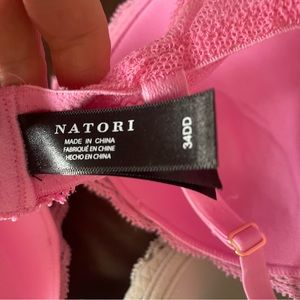 NATORI
MADE IN CHINA
FABRIQUÉ EN CHINE
HECHO EN CHINA
34DD